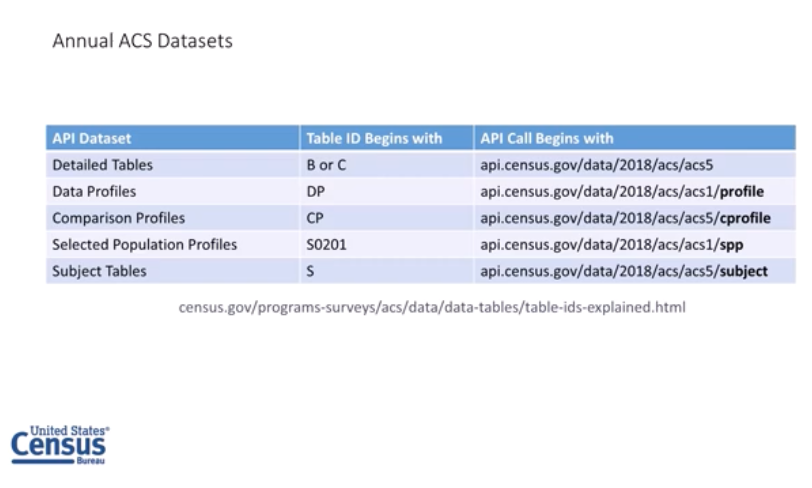 Annual ACS Datasets
API Dataset Table ID Begins with API Call Begins with
Detailed Tables B or C api.census.gov/data/2018/acs/acs5
Data Profiles DP api.census.gov/data/2018/acs/acs1/profile
Comparison Profiles CP api.census.gov/data/2018/acs/acs5/cprofile
Selected Population Profiles S0201 api.census.gov/data/2018/acs/acs1/spp
Subject Tables S api.census.gov/data/2018/acs/acs5/subject
census.gov/programs-surveys/acs/data/data-tables/table-ids-explained.html
United States®
Census
Bureau